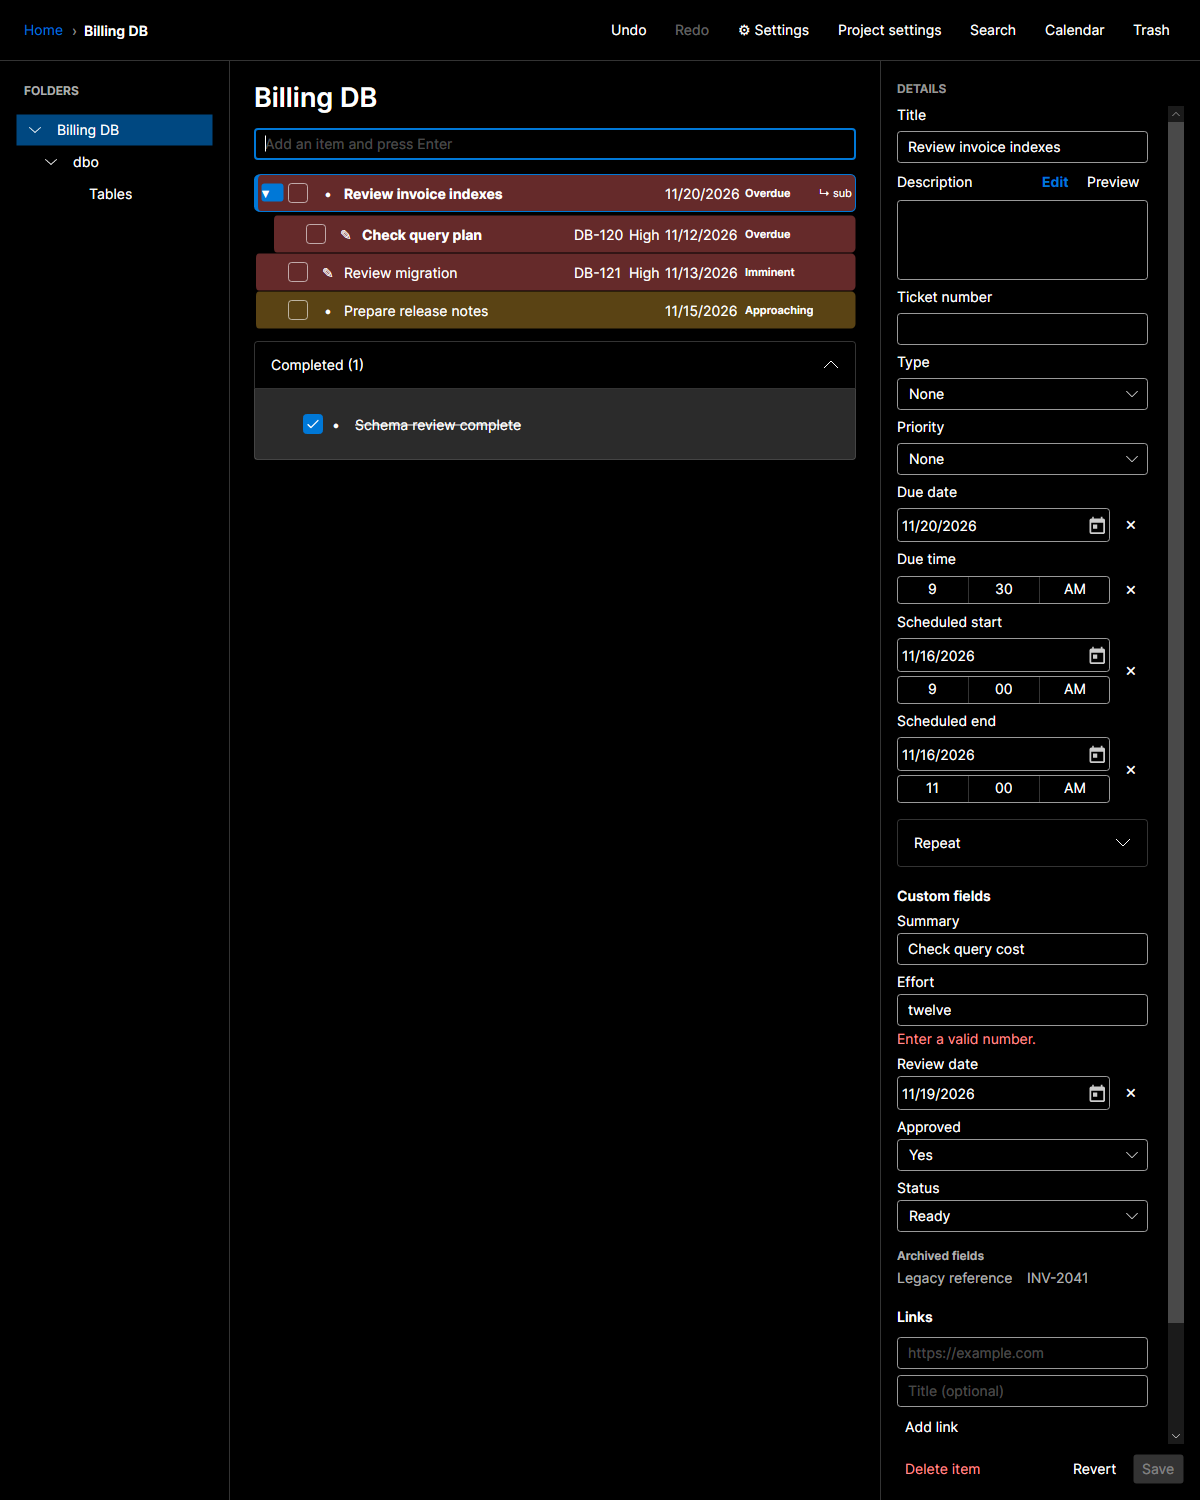 Home › Billing DB
Undo Redo ⚙ Settings Project settings Search Calendar Trash
FOLDERS
Billing DB
dbo
Tables
Billing DB
Add an item and press Enter
Review invoice indexes 11/20/2026 Overdue ↳ sub
Check query plan DB-120 High 11/12/2026 Overdue
Review migration DB-121 High 11/13/2026 Imminent
Prepare release notes 11/15/2026 Approaching
Completed (1)
Schema review complete
DETAILS
Title
Review invoice indexes
Description Edit Preview
Ticket number
Type
None
Priority
None
Due date
11/20/2026
Due time
9 30 AM
Scheduled start
11/16/2026
9 00 AM
Scheduled end
11/16/2026
11 00 AM
Repeat
Custom fields
Summary
Check query cost
Effort
twelve
Enter a valid number.
Review date
11/19/2026
Approved
Yes
Status
Ready
Archived fields
Legacy reference INV-2041
Links
https://example.com
Title (optional)
Add link
Delete item Revert Save